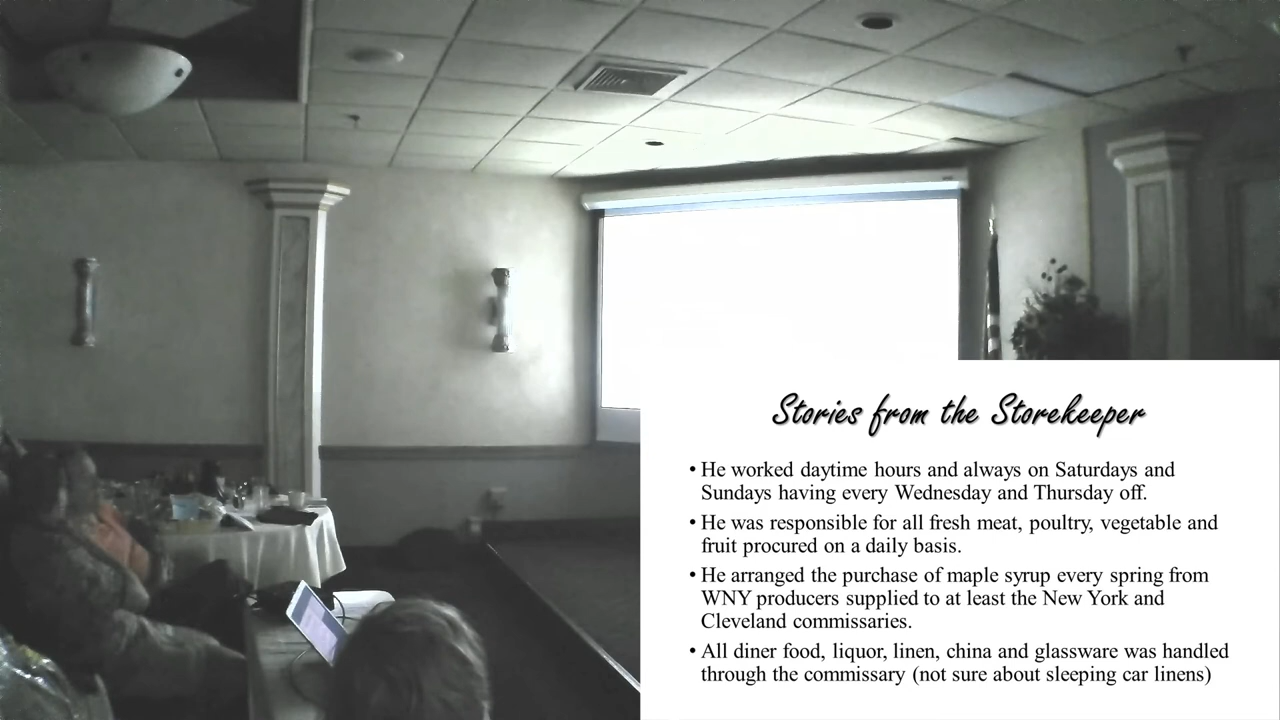 Stories from the Storekeeper
• He worked daytime hours and always on Saturdays and
Sundays having every Wednesday and Thursday off.
• He was responsible for all fresh meat, poultry, vegetable and
fruit procured on a daily basis.
• He arranged the purchase of maple syrup every spring from
WNY producers supplied to at least the New York and
Cleveland commissaries.
• All diner food, liquor, linen, china and glassware was handled
through the commissary (not sure about sleeping car linens)